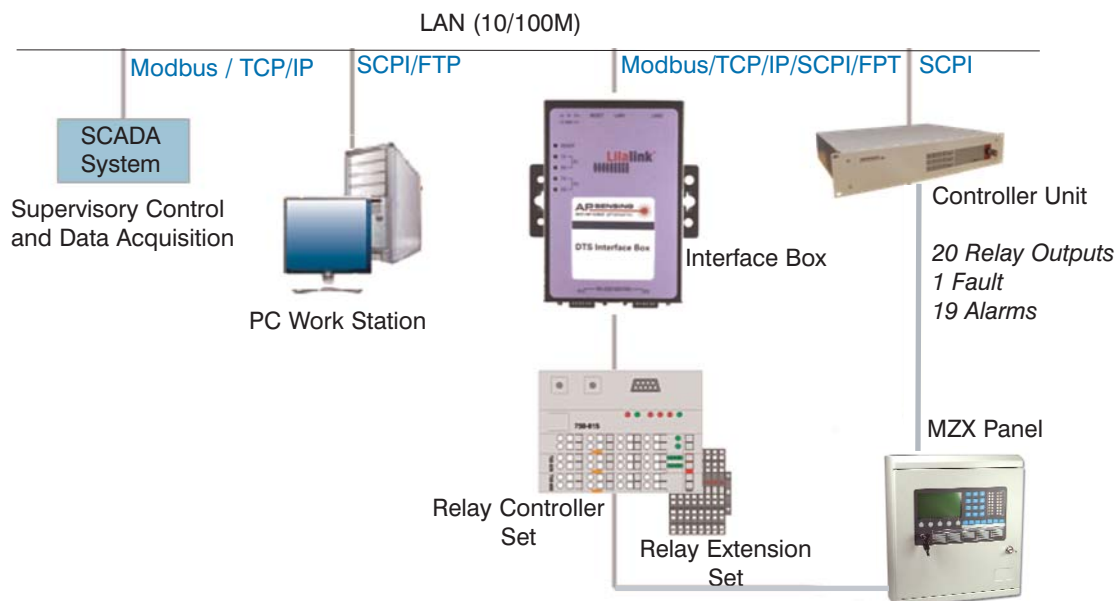 LAN (10/100M)
Modbus / TCP/IP
SCPI/FTP
Modbus/TCP/IP/SCPI/FPT
SCPI
SCADA
System
Supervisory Control
and Data Acquisition
PC Work Station
Lilalink
AP SENSING
DTS Interface Box
Interface Box
Controller Unit
20 Relay Outputs
1 Fault
19 Alarms
750-815
Relay Controller
Set
Relay Extension
Set
MZX Panel